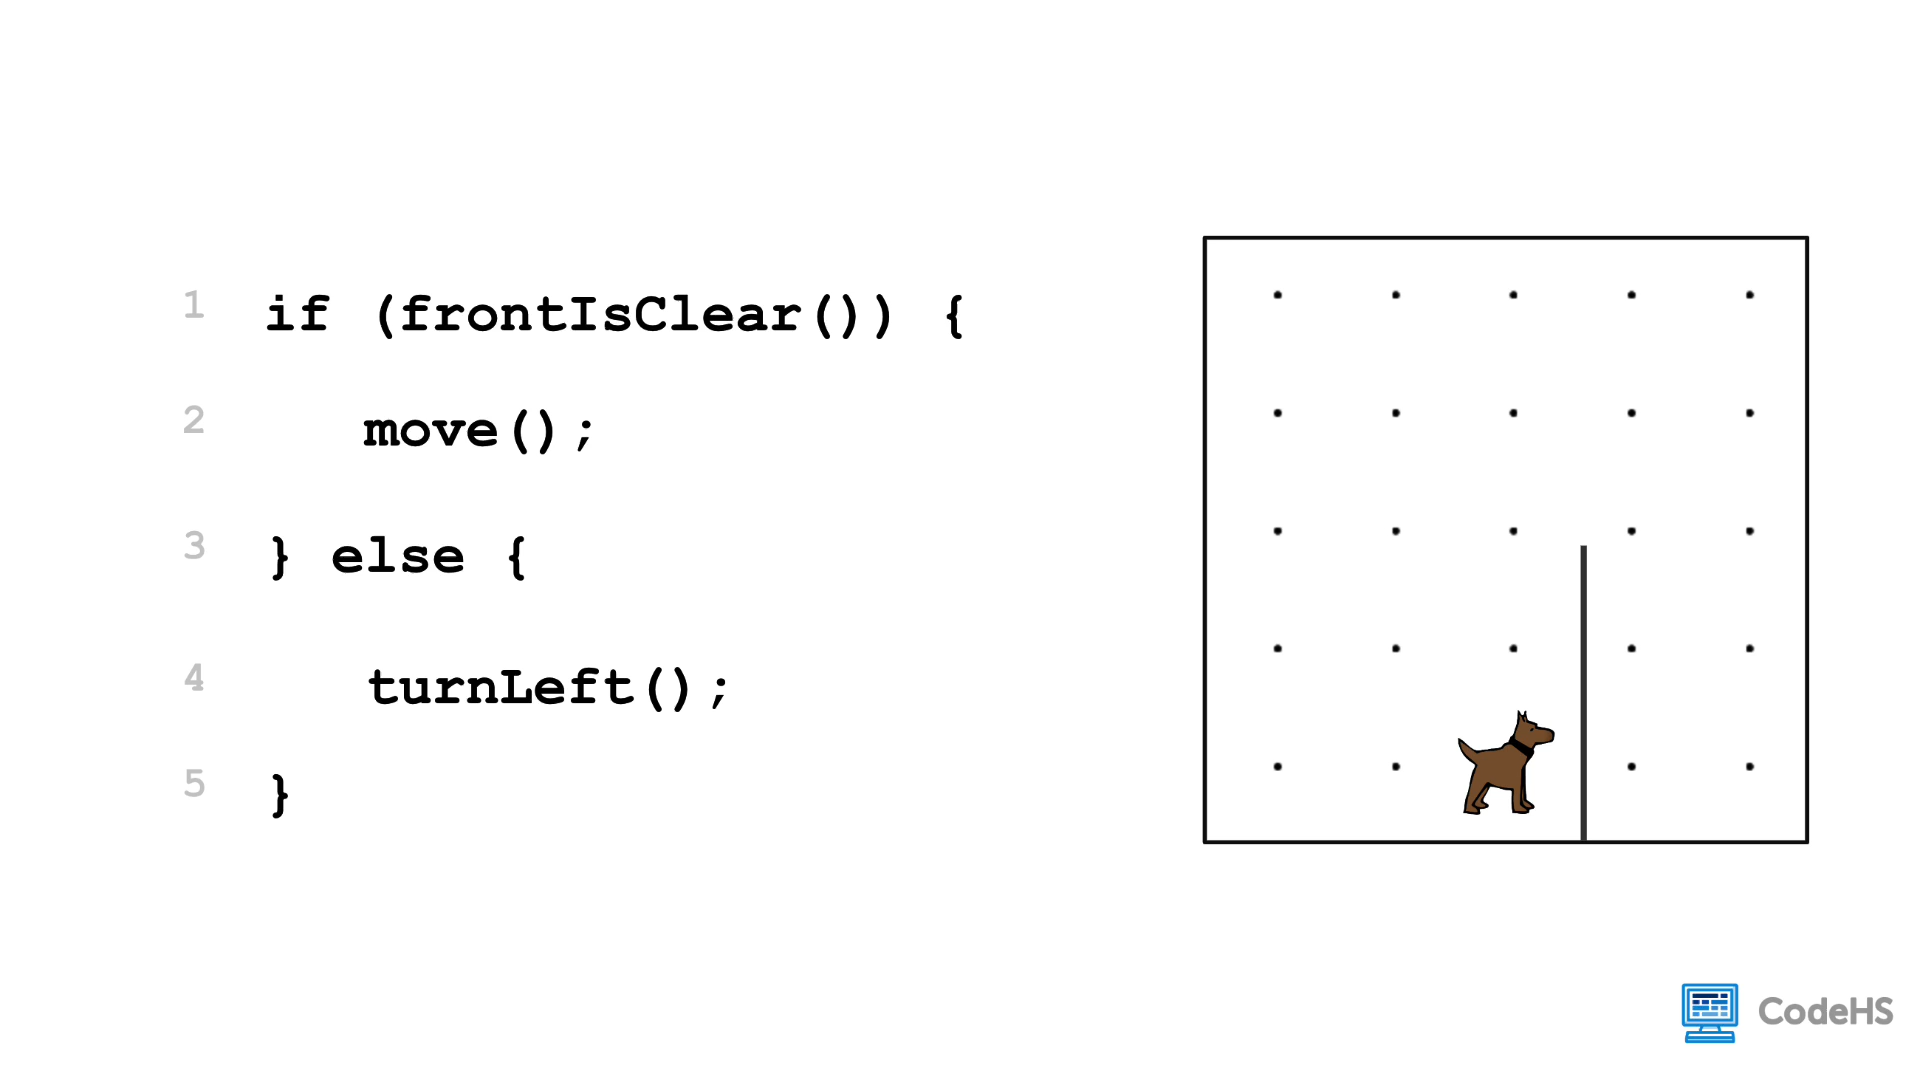 1 if (frontIsClear()) {
2 move();
3 } else {
4 turnLeft();
5 }
CodeHS